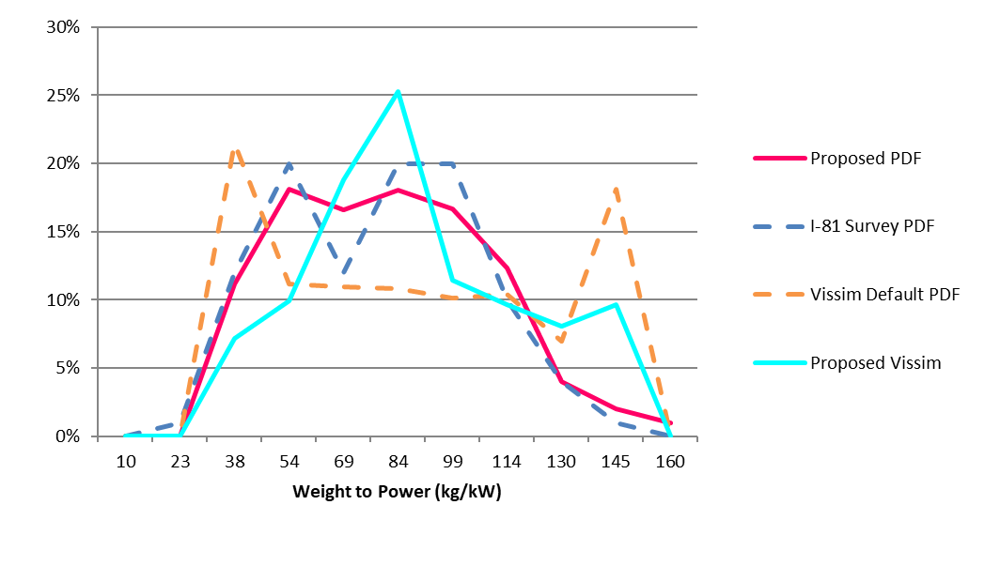 30%
25%
20%
15%
10%
5%
0%
10 23 38 54 69 84 99 114 130 145 160
Weight to Power (kg/kW)
Proposed PDF
I-81 Survey PDF
Vissim Default PDF
Proposed Vissim